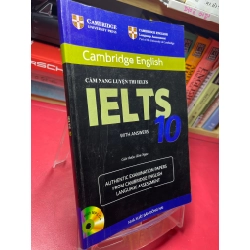 CAMBRIDGE
UNIVERSITY PRESS
CAMBRIDGE ENGLISH
Cambridge English
CẨM NANG LUYỆN THI IELTS
IELTS
10
WITH ANSWERS
AUTHENTIC EXAMINATION PAPERS
FROM CAMBRIDGE ENGLISH
LANGUAGE ASSESSMENT